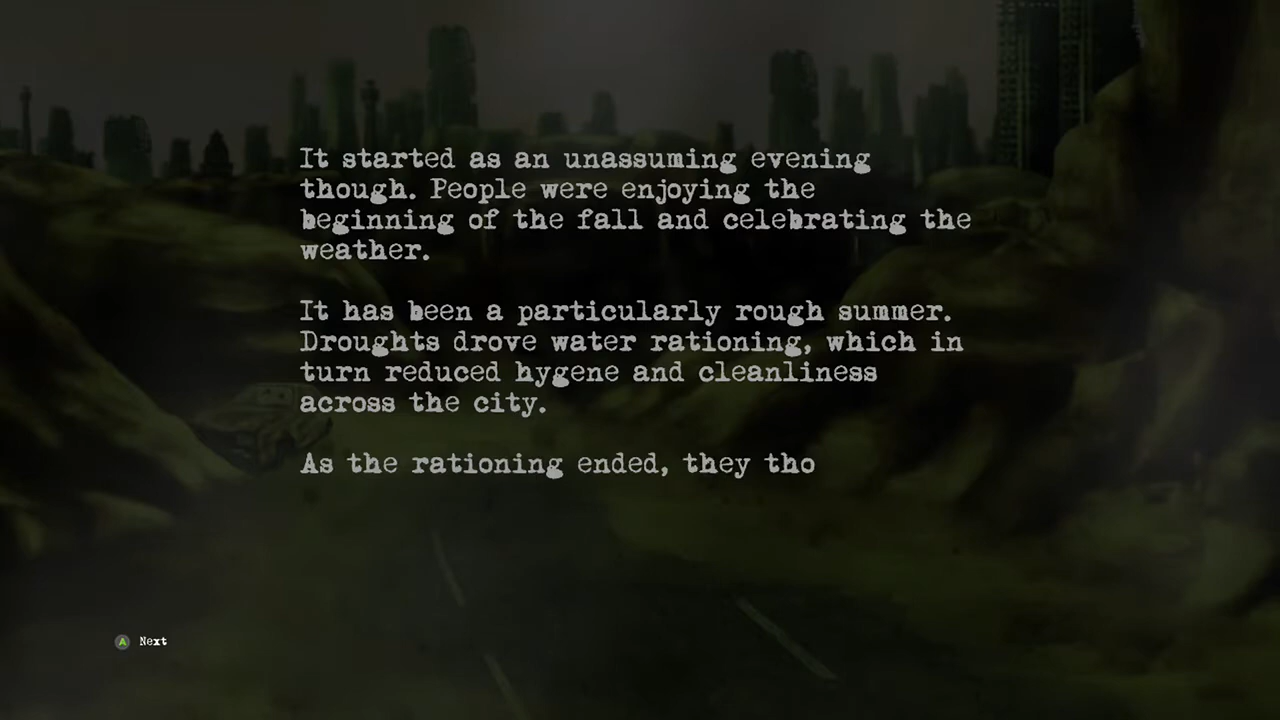 It started as an unassuming evening
though. People were enjoying the
beginning of the fall and celebrating the
weather.
It has been a particularly rough summer.
Droughts drove water rationing, which in
turn reduced hygene and cleanliness
across the city.
As the rationing ended, they tho
A Next